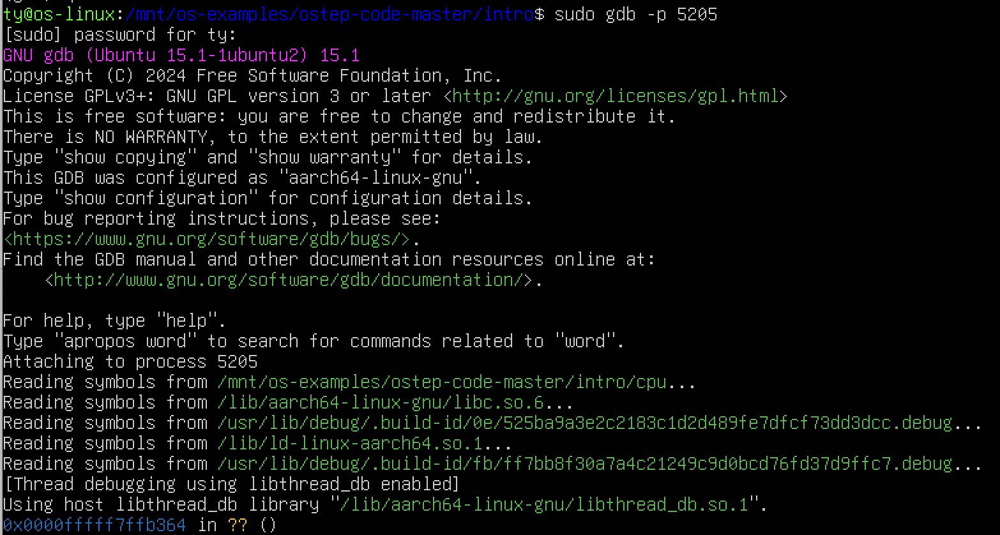 ty@os-linux:/mnt/os-examples/ostep-code-master/intro$ sudo gdb -p 5205
[sudo] password for ty:
GNU gdb (Ubuntu 15.1-1ubuntu2) 15.1
Copyright (C) 2024 Free Software Foundation, Inc.
License GPLv3+: GNU GPL version 3 or later <http://gnu.org/licenses/gpl.html>
This is free software: you are free to change and redistribute it.
There is NO WARRANTY, to the extent permitted by law.
Type "show copying" and "show warranty" for details.
This GDB was configured as "aarch64-linux-gnu".
Type "show configuration" for configuration details.
For bug reporting instructions, please see:
<https://www.gnu.org/software/gdb/bugs/>.
Find the GDB manual and other documentation resources online at:
    <http://www.gnu.org/software/gdb/documentation/>.

For help, type "help".
Type "apropos word" to search for commands related to "word".
Attaching to process 5205
Reading symbols from /mnt/os-examples/ostep-code-master/intro/cpu...
Reading symbols from /lib/aarch64-linux-gnu/libc.so.6...
Reading symbols from /usr/lib/debug/.build-id/0e/525ba9a3e2c2183c1d2d489fe7dfcf73dd3dcc.debug...
Reading symbols from /lib/ld-linux-aarch64.so.1...
Reading symbols from /usr/lib/debug/.build-id/fb/ff7bb8f30a7a4c21249c9d0bcd76fd37d9ffc7.debug...
[Thread debugging using libthread_db enabled]
Using host libthread_db library "/lib/aarch64-linux-gnu/libthread_db.so.1".
0x0000fffff7ffb364 in ?? ()